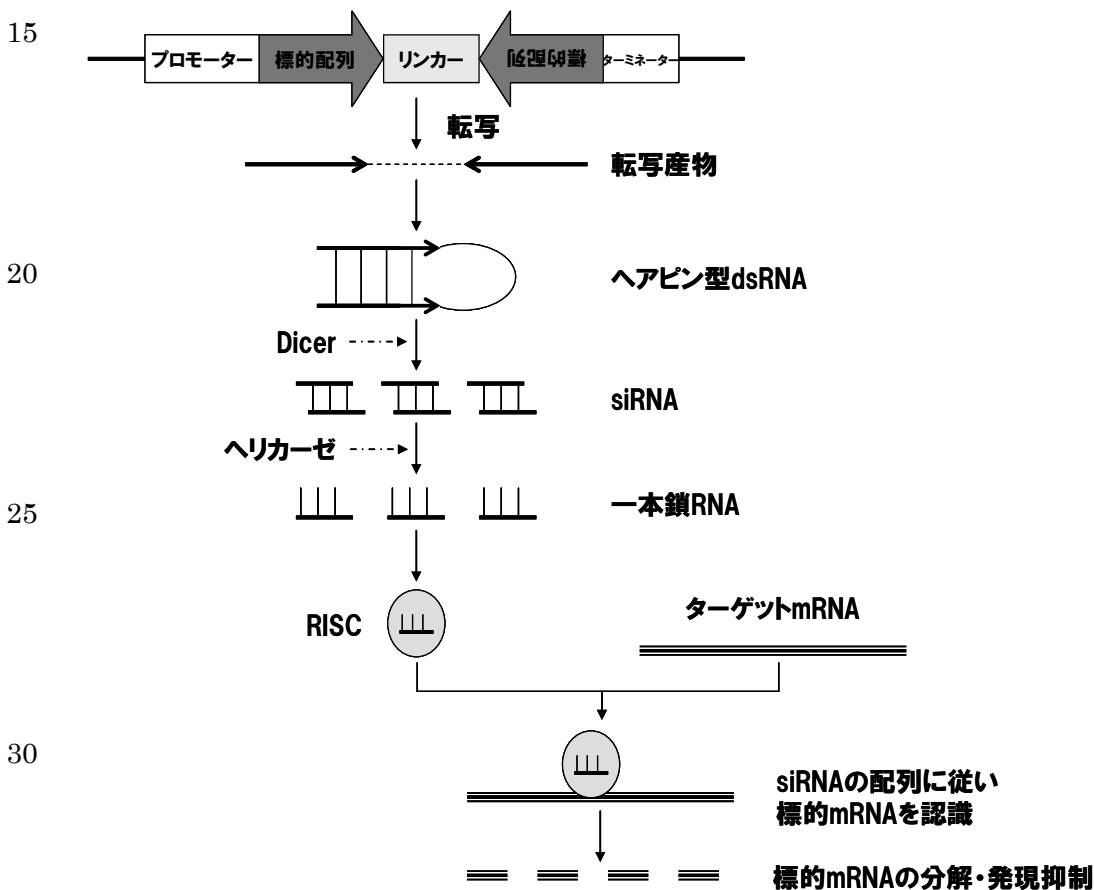 15
プロモーター 標的配列 リンカー 標的配列 ターミネーター
転写
転写産物
20
ヘアピン型dsRNA
Dicer
siRNA
ヘリカーゼ
25
一本鎖RNA
RISC
ターゲットmRNA
30
siRNAの配列に従い
標的mRNAを認識
標的mRNAの分解・発現抑制